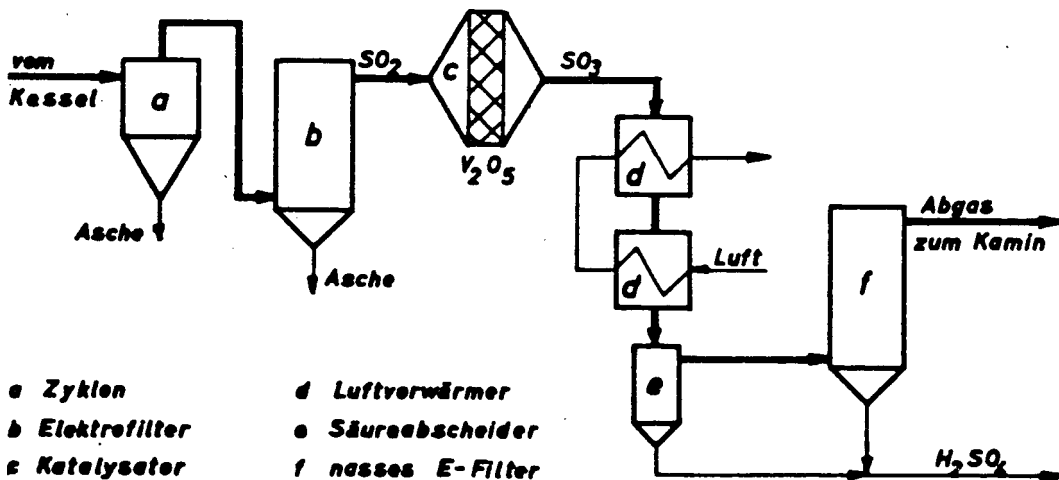 vom
Kessel
a
Asche
b
Asche
SO2
c
V2O5
SO3
d
d
Luft
e
f
Abgas
zum Kamin
H2SO4
a Zyklon
b Elektrofilter
c Katalysator
d Luftvorwärmer
e Säureabscheider
f nasses E-Filter